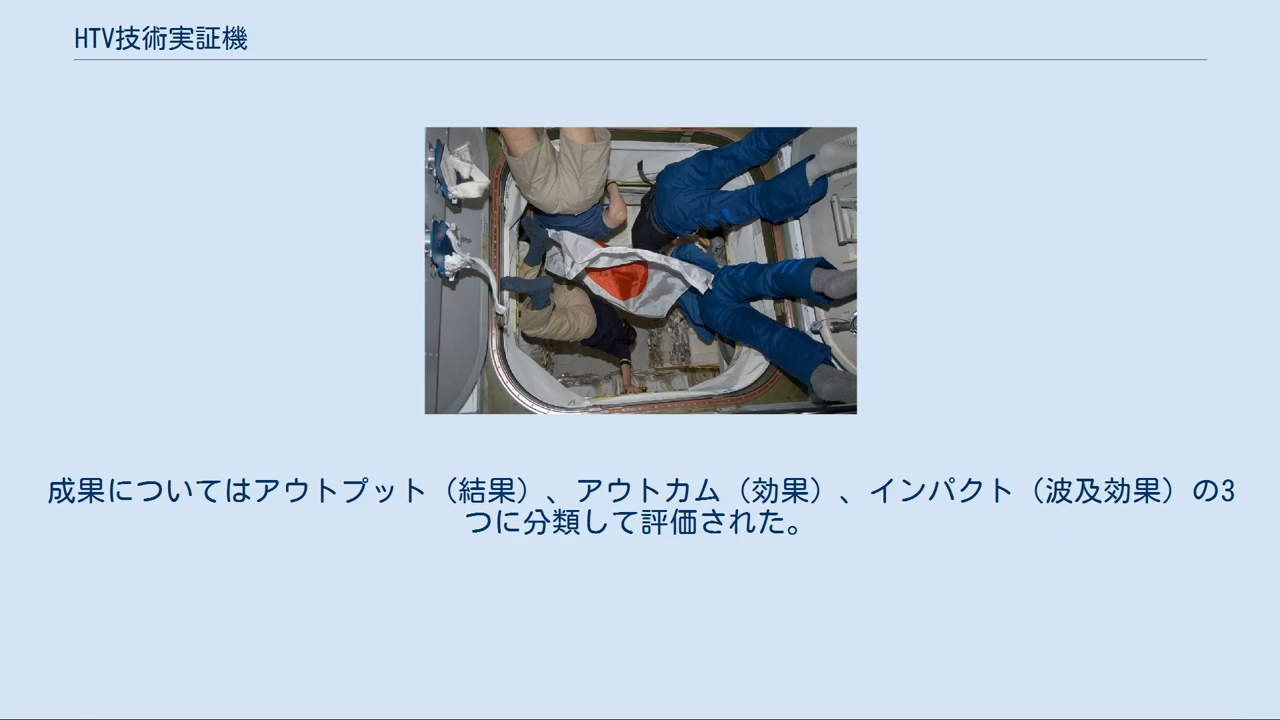 HTV技術実証機
成果についてはアウトプット（結果）、アウトカム（効果）、インパクト（波及効果）の3
つに分類して評価された。